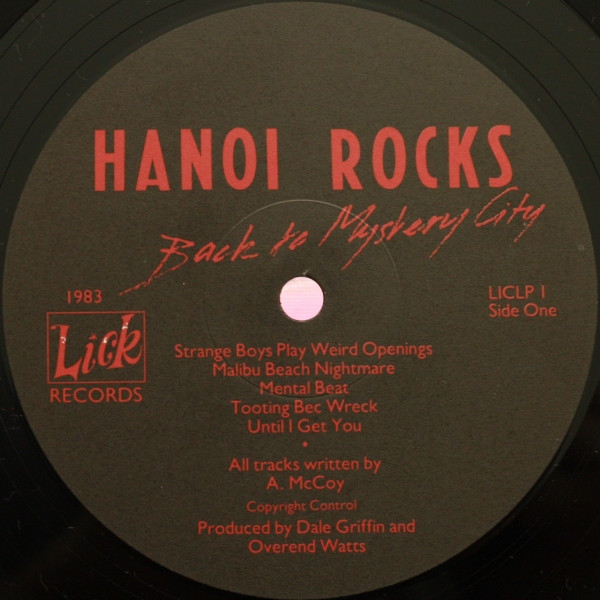 HANOI ROCKS
Back to Mystery City
1983
Lick
RECORDS
LICLP 1
Side One
Strange Boys Play Weird Openings
Malibu Beach Nightmare
Mental Beat
Tooting Bec Wreck
Until I Get You
*
All tracks written by
A. McCoy
Copyright Control
Produced by Dale Griffin and
Overend Watts